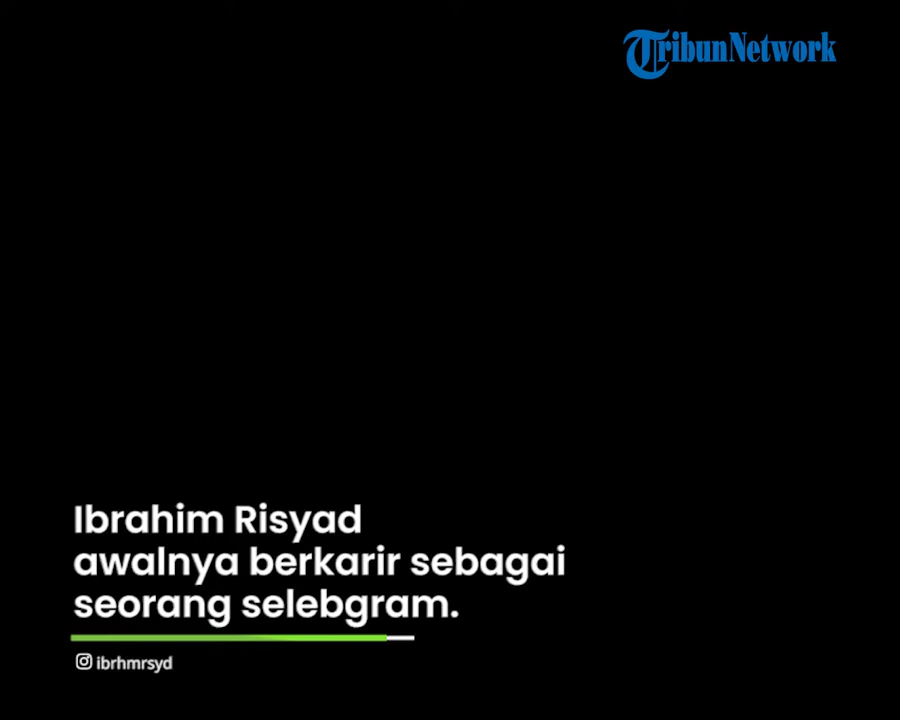 TribunNetwork
Ibrahim Risyad
awalnya berkarir sebagai
seorang selebgram.
ibrhmrsyd